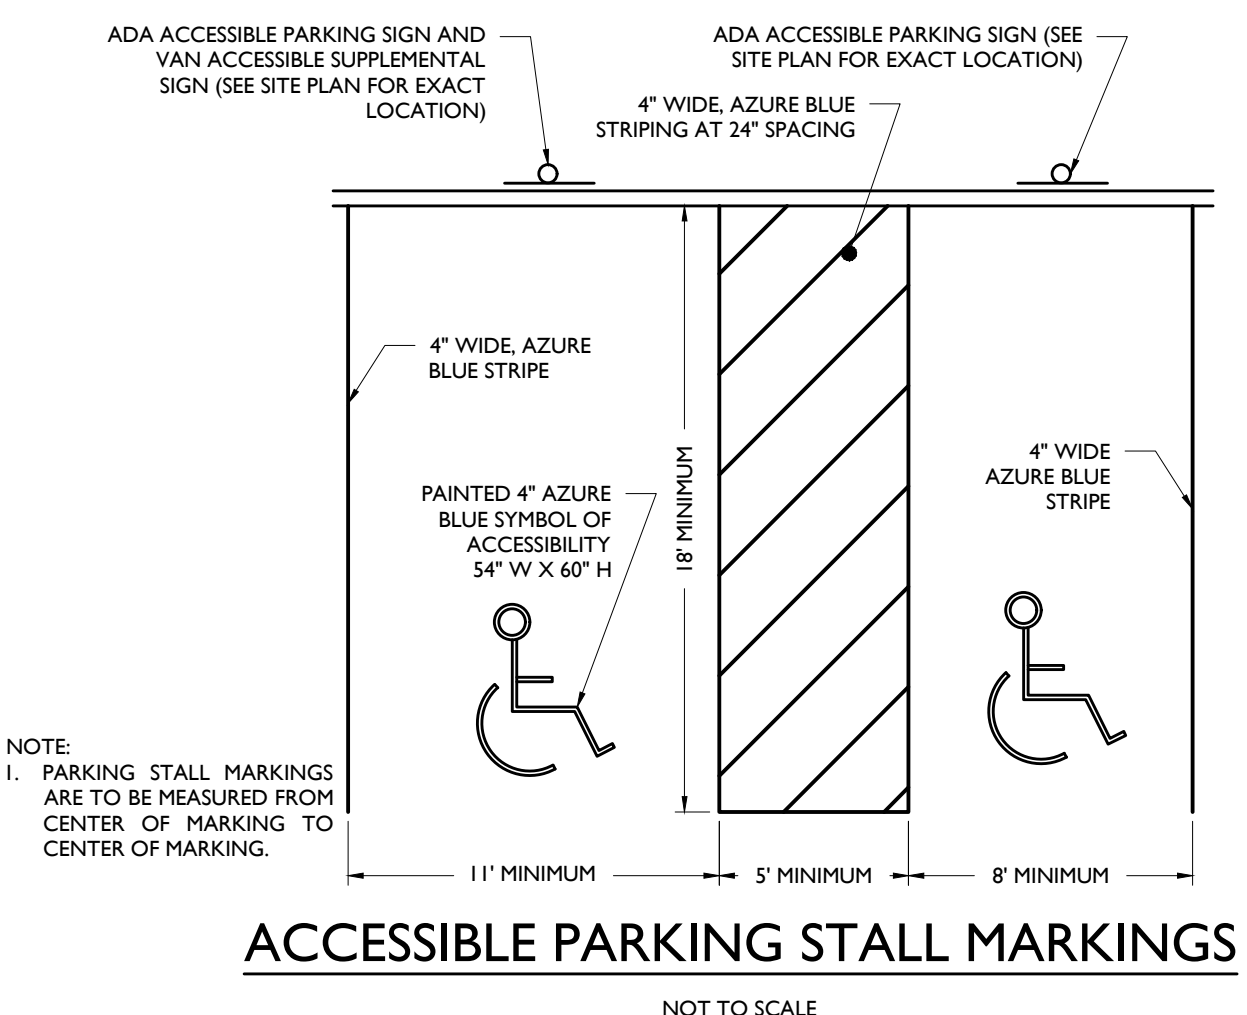 ADA ACCESSIBLE PARKING SIGN AND
VAN ACCESSIBLE SUPPLEMENTAL
SIGN (SEE SITE PLAN FOR EXACT
LOCATION)
ADA ACCESSIBLE PARKING SIGN (SEE
SITE PLAN FOR EXACT LOCATION)
4" WIDE, AZURE BLUE
STRIPING AT 24" SPACING
4" WIDE, AZURE
BLUE STRIPE
4" WIDE
AZURE BLUE
STRIPE
PAINTED 4" AZURE
BLUE SYMBOL OF
ACCESSIBILITY
54" W X 60" H
18' MINIMUM
NOTE:
1. PARKING STALL MARKINGS
ARE TO BE MEASURED FROM
CENTER OF MARKING TO
CENTER OF MARKING.
11' MINIMUM
5' MINIMUM
8' MINIMUM
ACCESSIBLE PARKING STALL MARKINGS
NOT TO SCALE